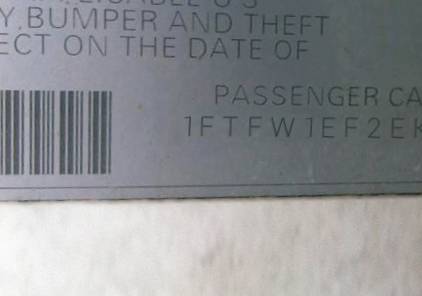 Y, BUMPER AND THEFT
ECT ON THE DATE OF
PASSENGER CA
1FTFW1EF2EK